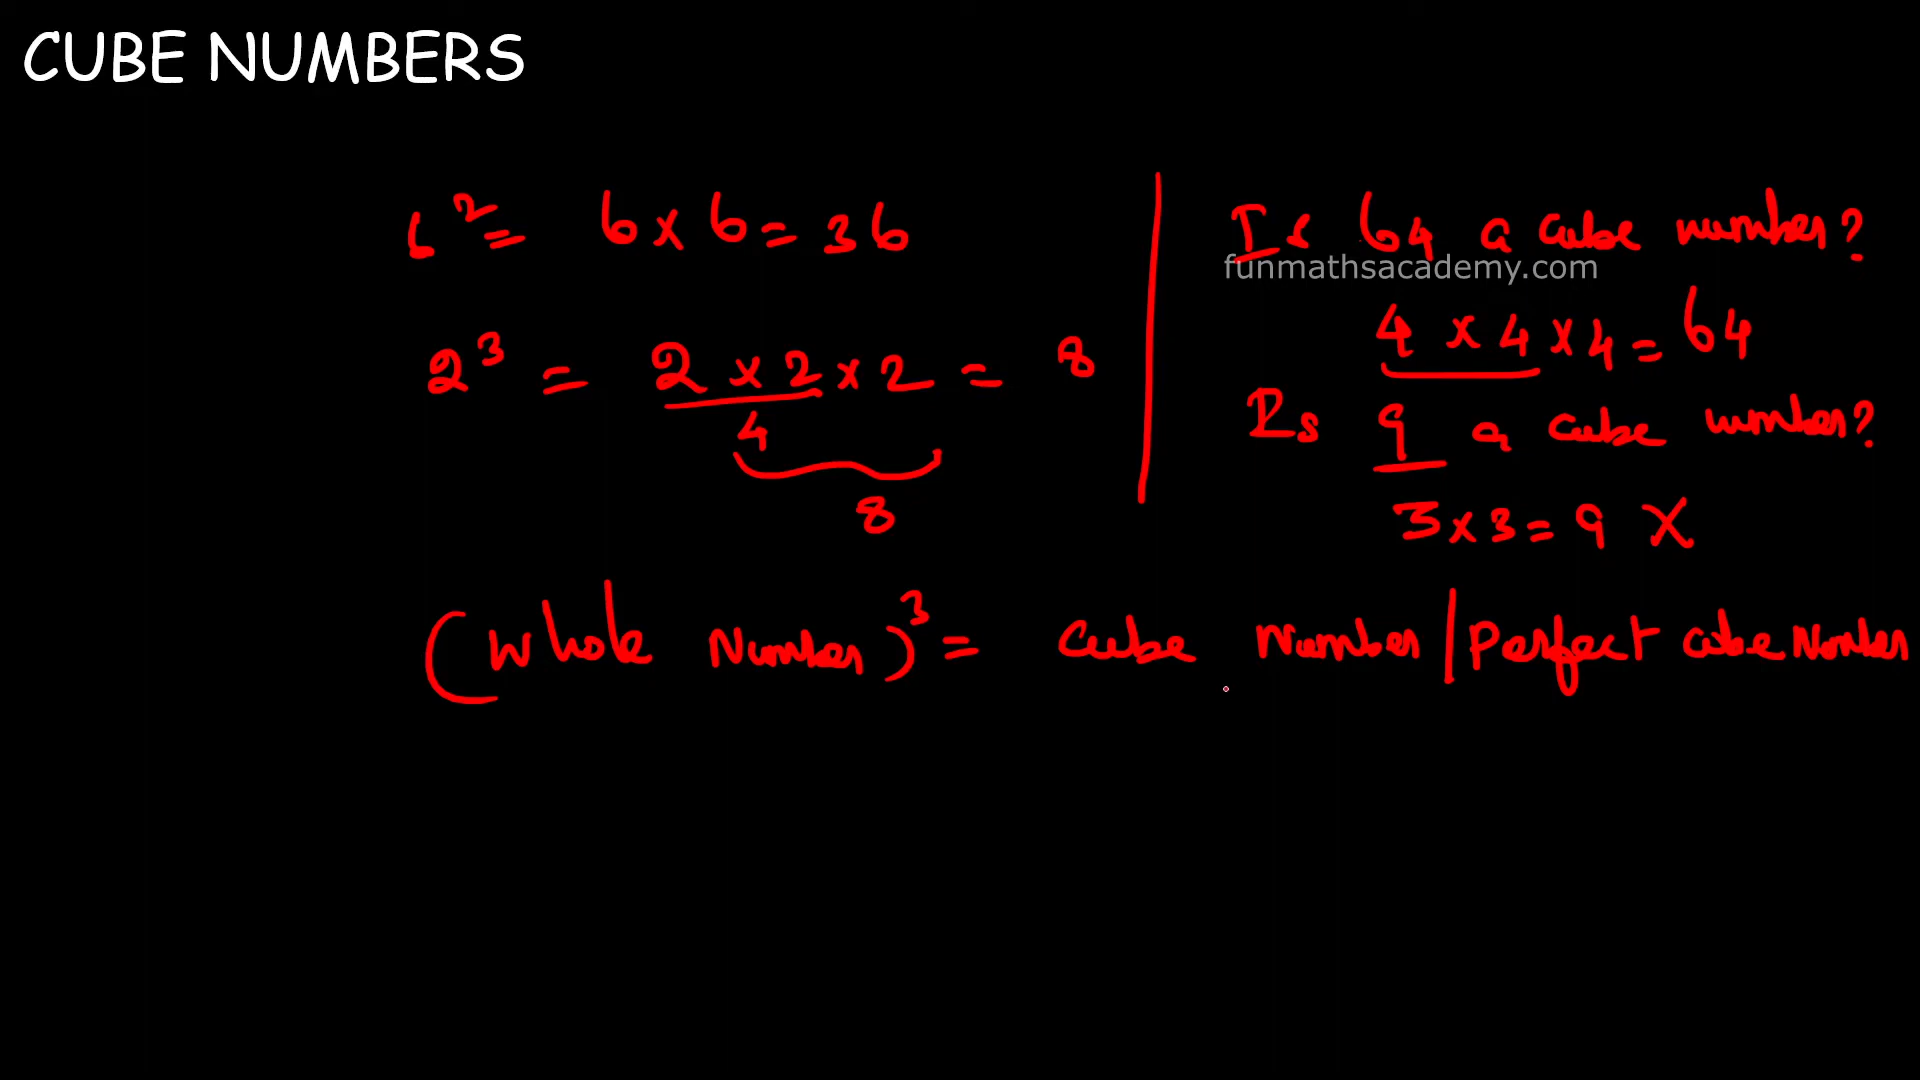 CUBE NUMBERS
6² = 6 x 6 = 36
2³ = 2 x 2 x 2 = 8
4
8
Is 64 a cube number?
funmathsacademy.com
4 x 4 x 4 = 64
Is 9 a cube number?
3 x 3 = 9 X
(Whole Number)³ = Cube Number | Perfect Cube Number